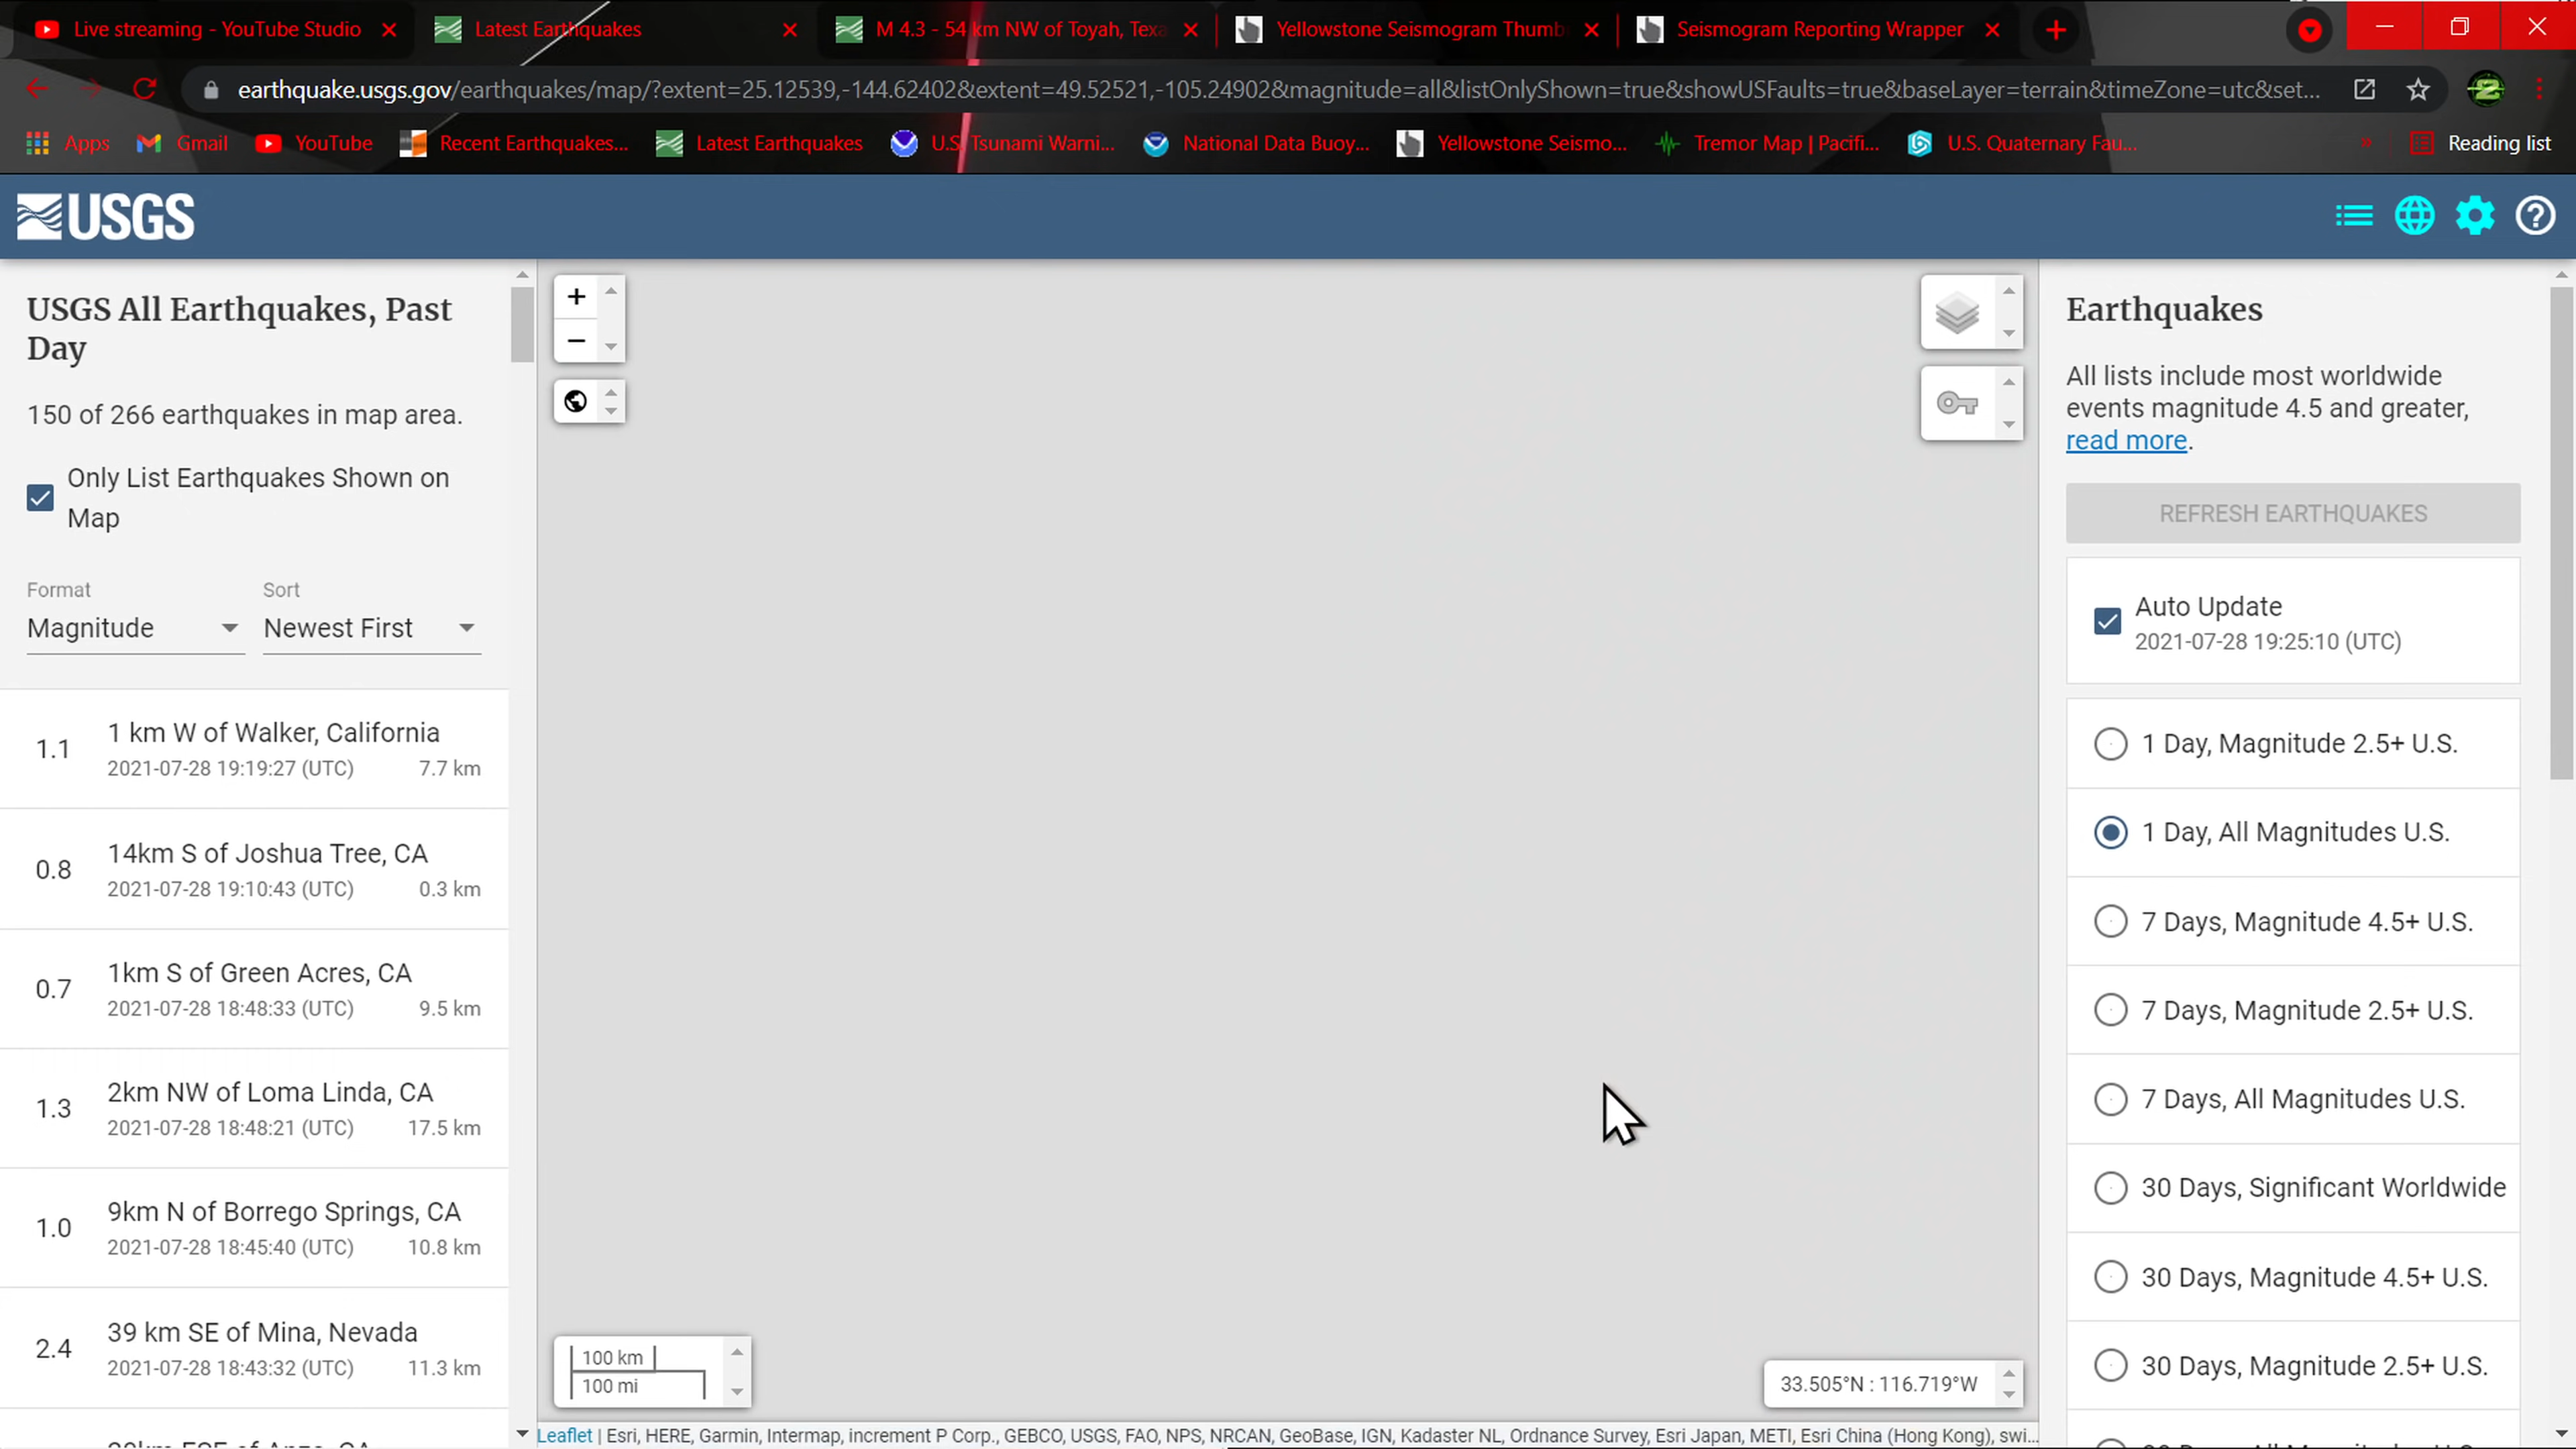 Live streaming - YouTube Studio
Latest Earthquakes
M 4.3 - 54 km NW of Toyah, Texa
Yellowstone Seismogram Thumb
Seismogram Reporting Wrapper
earthquake.usgs.gov/earthquakes/map/?extent=25.12539,-144.62402&extent=49.52521,-105.24902&magnitude=all&listOnlyShown=true&showUSFaults=true&baseLayer=terrain&timeZone=utc&set...
Apps
Gmail
YouTube
Recent Earthquakes...
Latest Earthquakes
U.S. Tsunami Warni...
National Data Buoy...
Yellowstone Seismo...
Tremor Map | Pacifi...
U.S. Quaternary Fau...
»
Reading list
USGS
USGS All Earthquakes, Past
Day
150 of 266 earthquakes in map area.
Only List Earthquakes Shown on
Map
Format
Sort
Magnitude
Newest First
1.1
1 km W of Walker, California
2021-07-28 19:19:27 (UTC) 7.7 km
0.8
14km S of Joshua Tree, CA
2021-07-28 19:10:43 (UTC) 0.3 km
0.7
1km S of Green Acres, CA
2021-07-28 18:48:33 (UTC) 9.5 km
1.3
2km NW of Loma Linda, CA
2021-07-28 18:48:21 (UTC) 17.5 km
1.0
9km N of Borrego Springs, CA
2021-07-28 18:45:40 (UTC) 10.8 km
2.4
39 km SE of Mina, Nevada
2021-07-28 18:43:32 (UTC) 11.3 km
+
−
100 km
100 mi
33.505°N : 116.719°W
Leaflet | Esri, HERE, Garmin, Intermap, increment P Corp., GEBCO, USGS, FAO, NPS, NRCAN, GeoBase, IGN, Kadaster NL, Ordnance Survey, Esri Japan, METI, Esri China (Hong Kong), swi...
Earthquakes
All lists include most worldwide
events magnitude 4.5 and greater,
read more.
REFRESH EARTHQUAKES
Auto Update
2021-07-28 19:25:10 (UTC)
1 Day, Magnitude 2.5+ U.S.
1 Day, All Magnitudes U.S.
7 Days, Magnitude 4.5+ U.S.
7 Days, Magnitude 2.5+ U.S.
7 Days, All Magnitudes U.S.
30 Days, Significant Worldwide
30 Days, Magnitude 4.5+ U.S.
30 Days, Magnitude 2.5+ U.S.